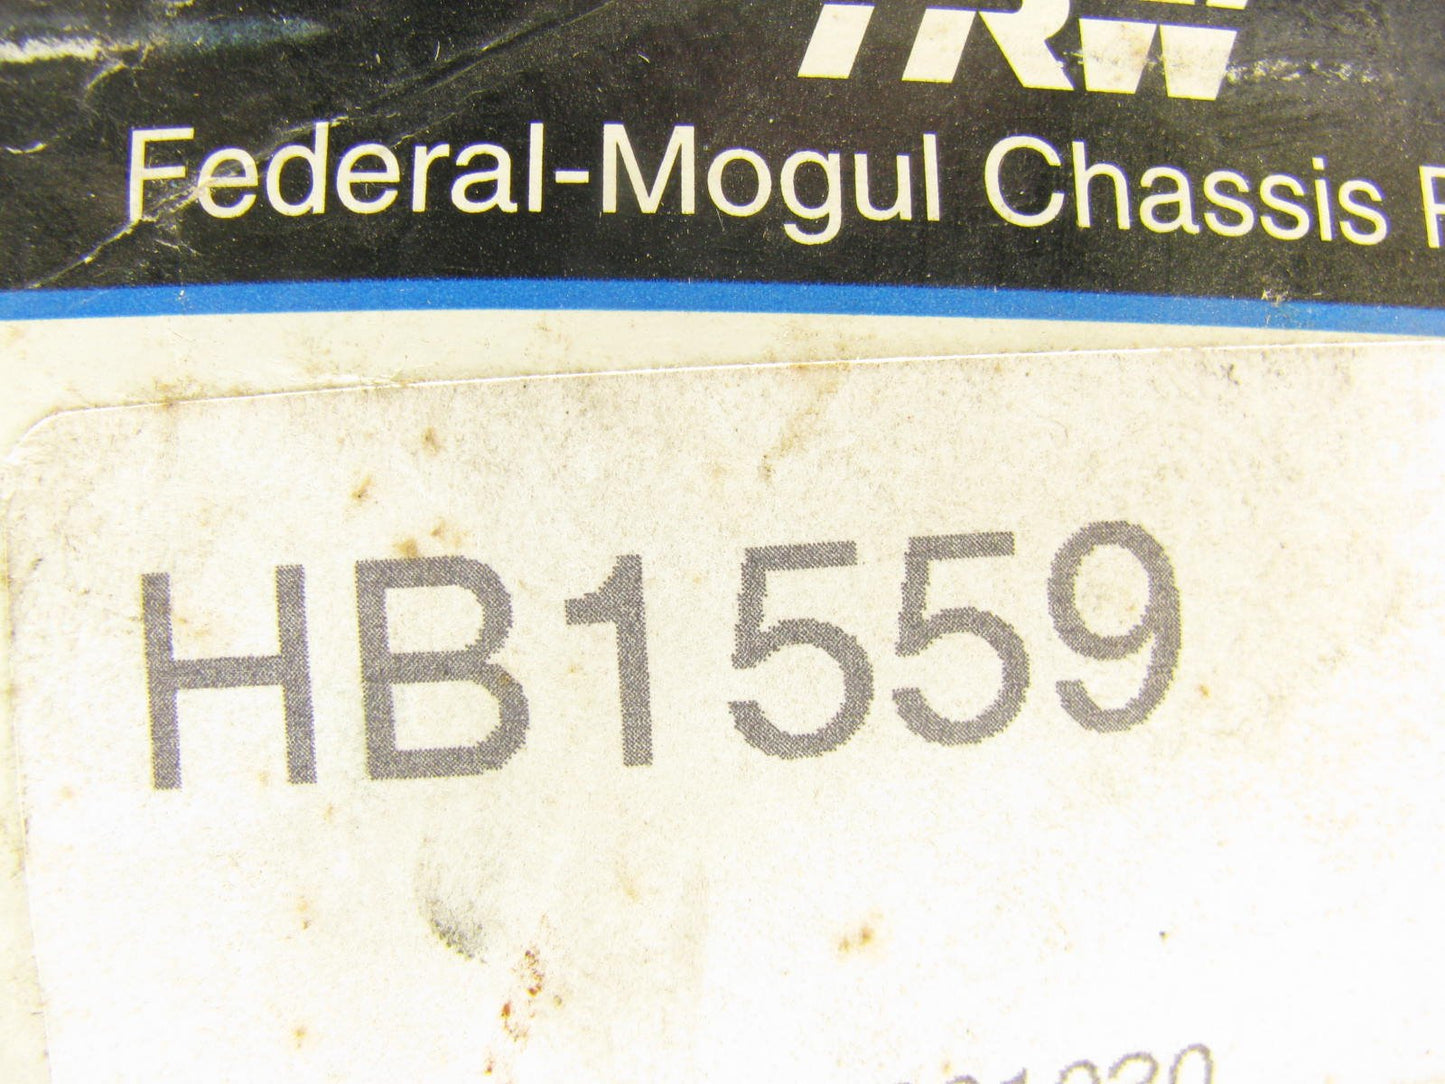 TRW
Federal-Mogul Chassis
HB1559